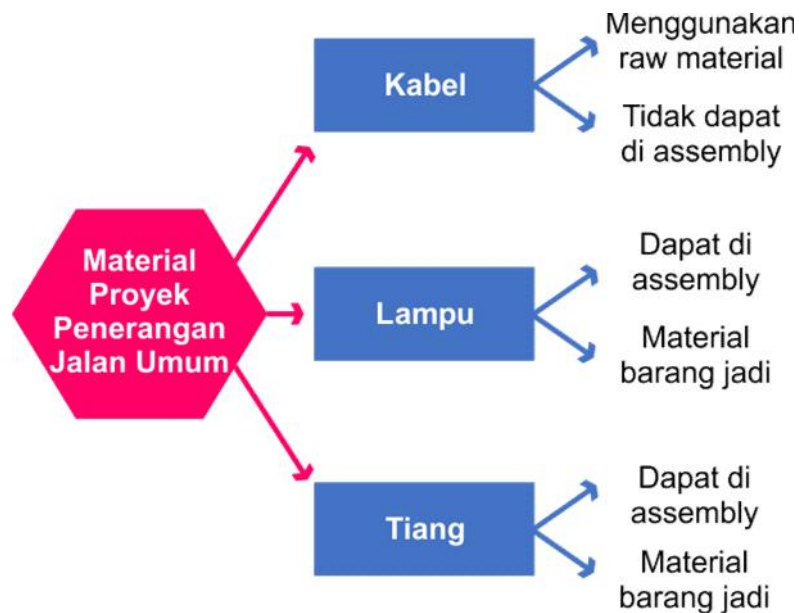 Material
Proyek
Penerangan
Jalan Umum
Kabel
Menggunakan
raw material
Tidak dapat
di assembly
Lampu
Dapat di
assembly
Material
barang jadi
Tiang
Dapat di
assembly
Material
barang jadi